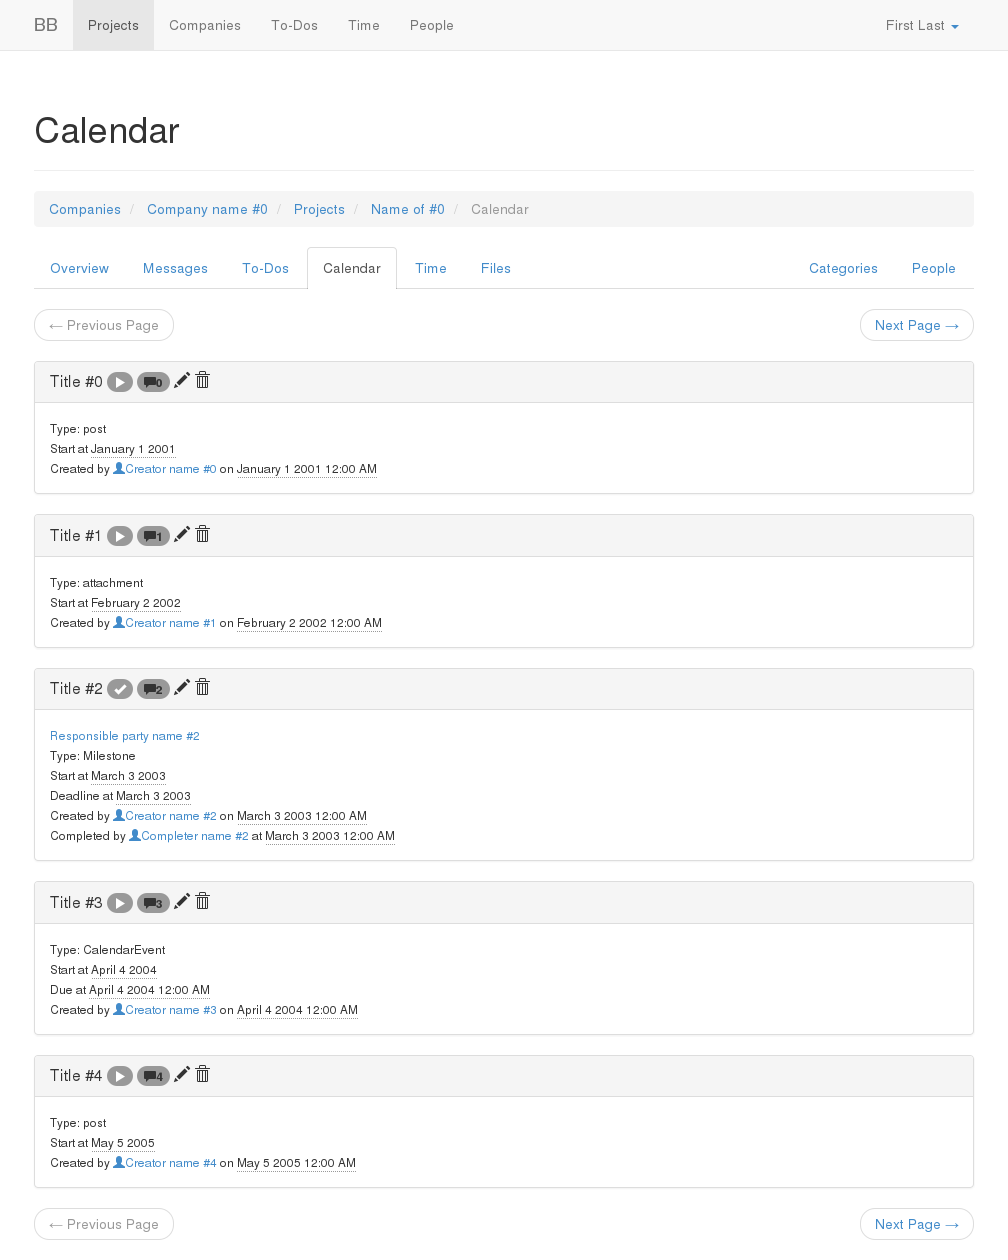 BB Projects Companies To-Dos Time People First Last
Calendar
Companies / Company name #0 / Projects / Name of #0 / Calendar
Overview Messages To-Dos Calendar Time Files Categories People
← Previous Page Next Page →
Title #0 0
Type: post
Start at January 1 2001
Created by Creator name #0 on January 1 2001 12:00 AM
Title #1 1
Type: attachment
Start at February 2 2002
Created by Creator name #1 on February 2 2002 12:00 AM
Title #2 2
Responsible party name #2
Type: Milestone
Start at March 3 2003
Deadline at March 3 2003
Created by Creator name #2 on March 3 2003 12:00 AM
Completed by Completer name #2 at March 3 2003 12:00 AM
Title #3 3
Type: CalendarEvent
Start at April 4 2004
Due at April 4 2004 12:00 AM
Created by Creator name #3 on April 4 2004 12:00 AM
Title #4 4
Type: post
Start at May 5 2005
Created by Creator name #4 on May 5 2005 12:00 AM
← Previous Page Next Page →